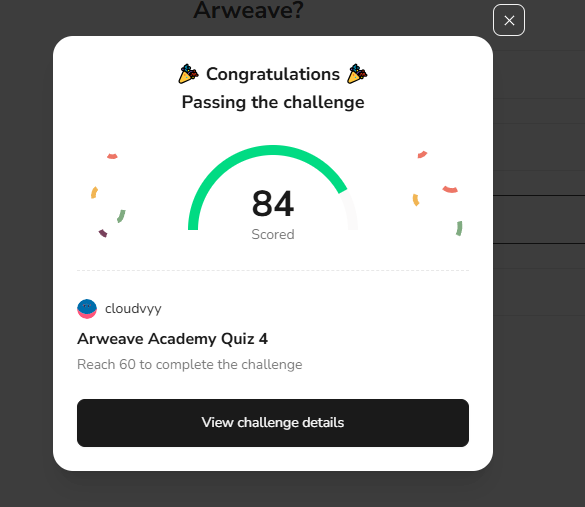 Arweave?
Congratulations
Passing the challenge
84
Scored
cloudvyy
Arweave Academy Quiz 4
Reach 60 to complete the challenge
View challenge details